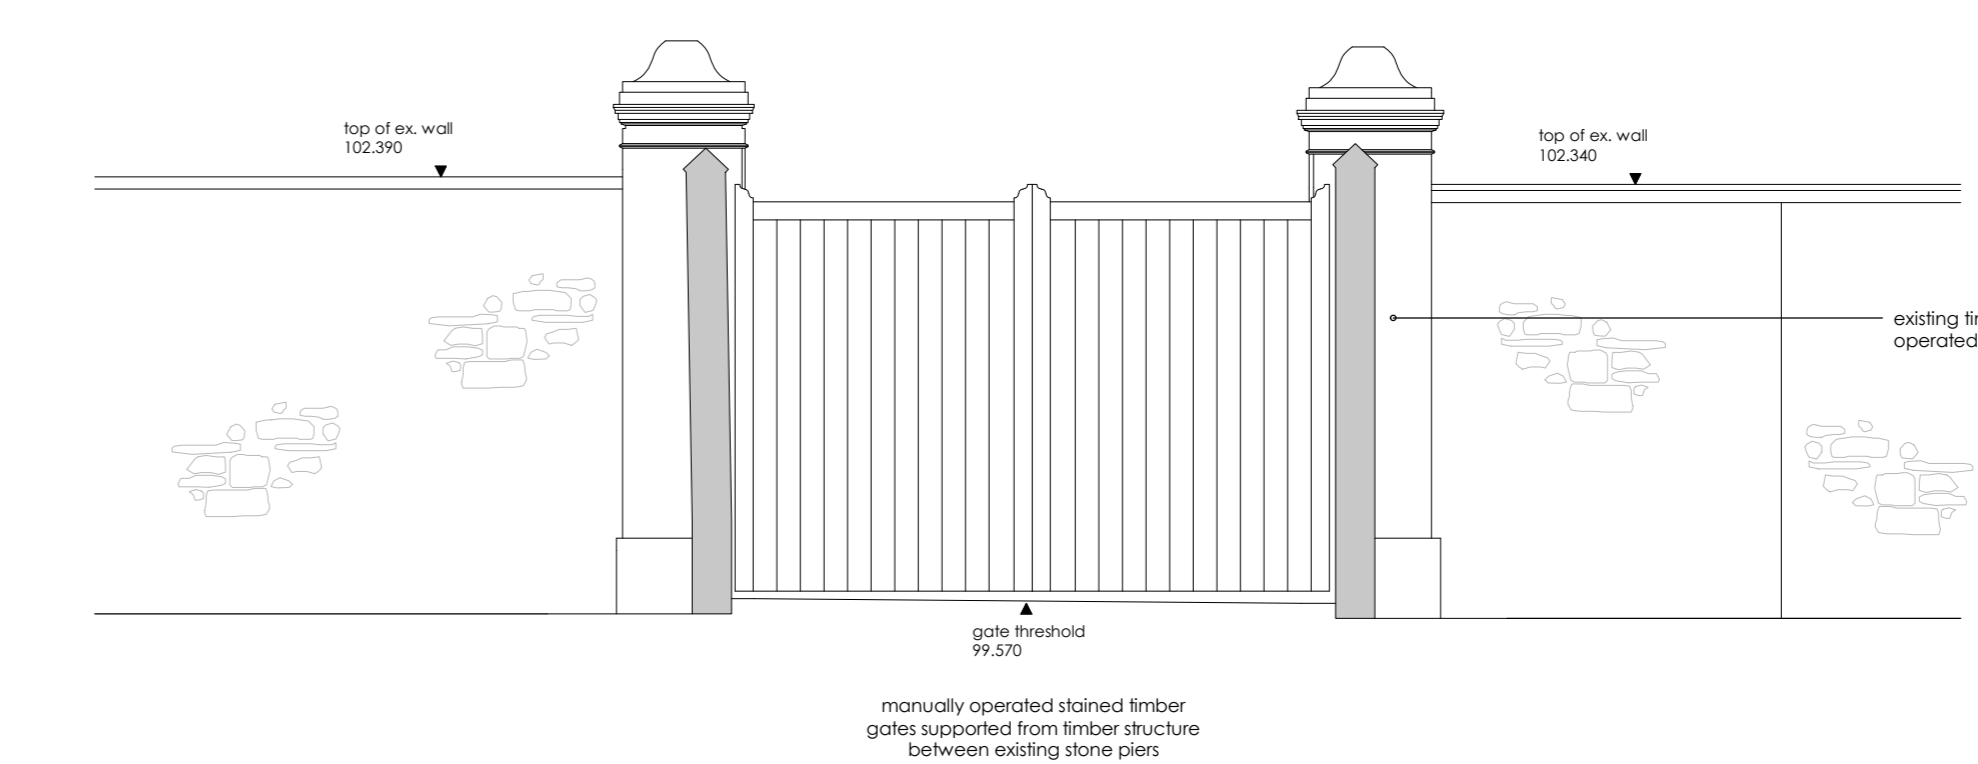 top of ex. wall
102.390
top of ex. wall
102.340
existing
operated
gate threshold
99.570
manually operated stained timber
gates supported from timber structure
between existing stone piers